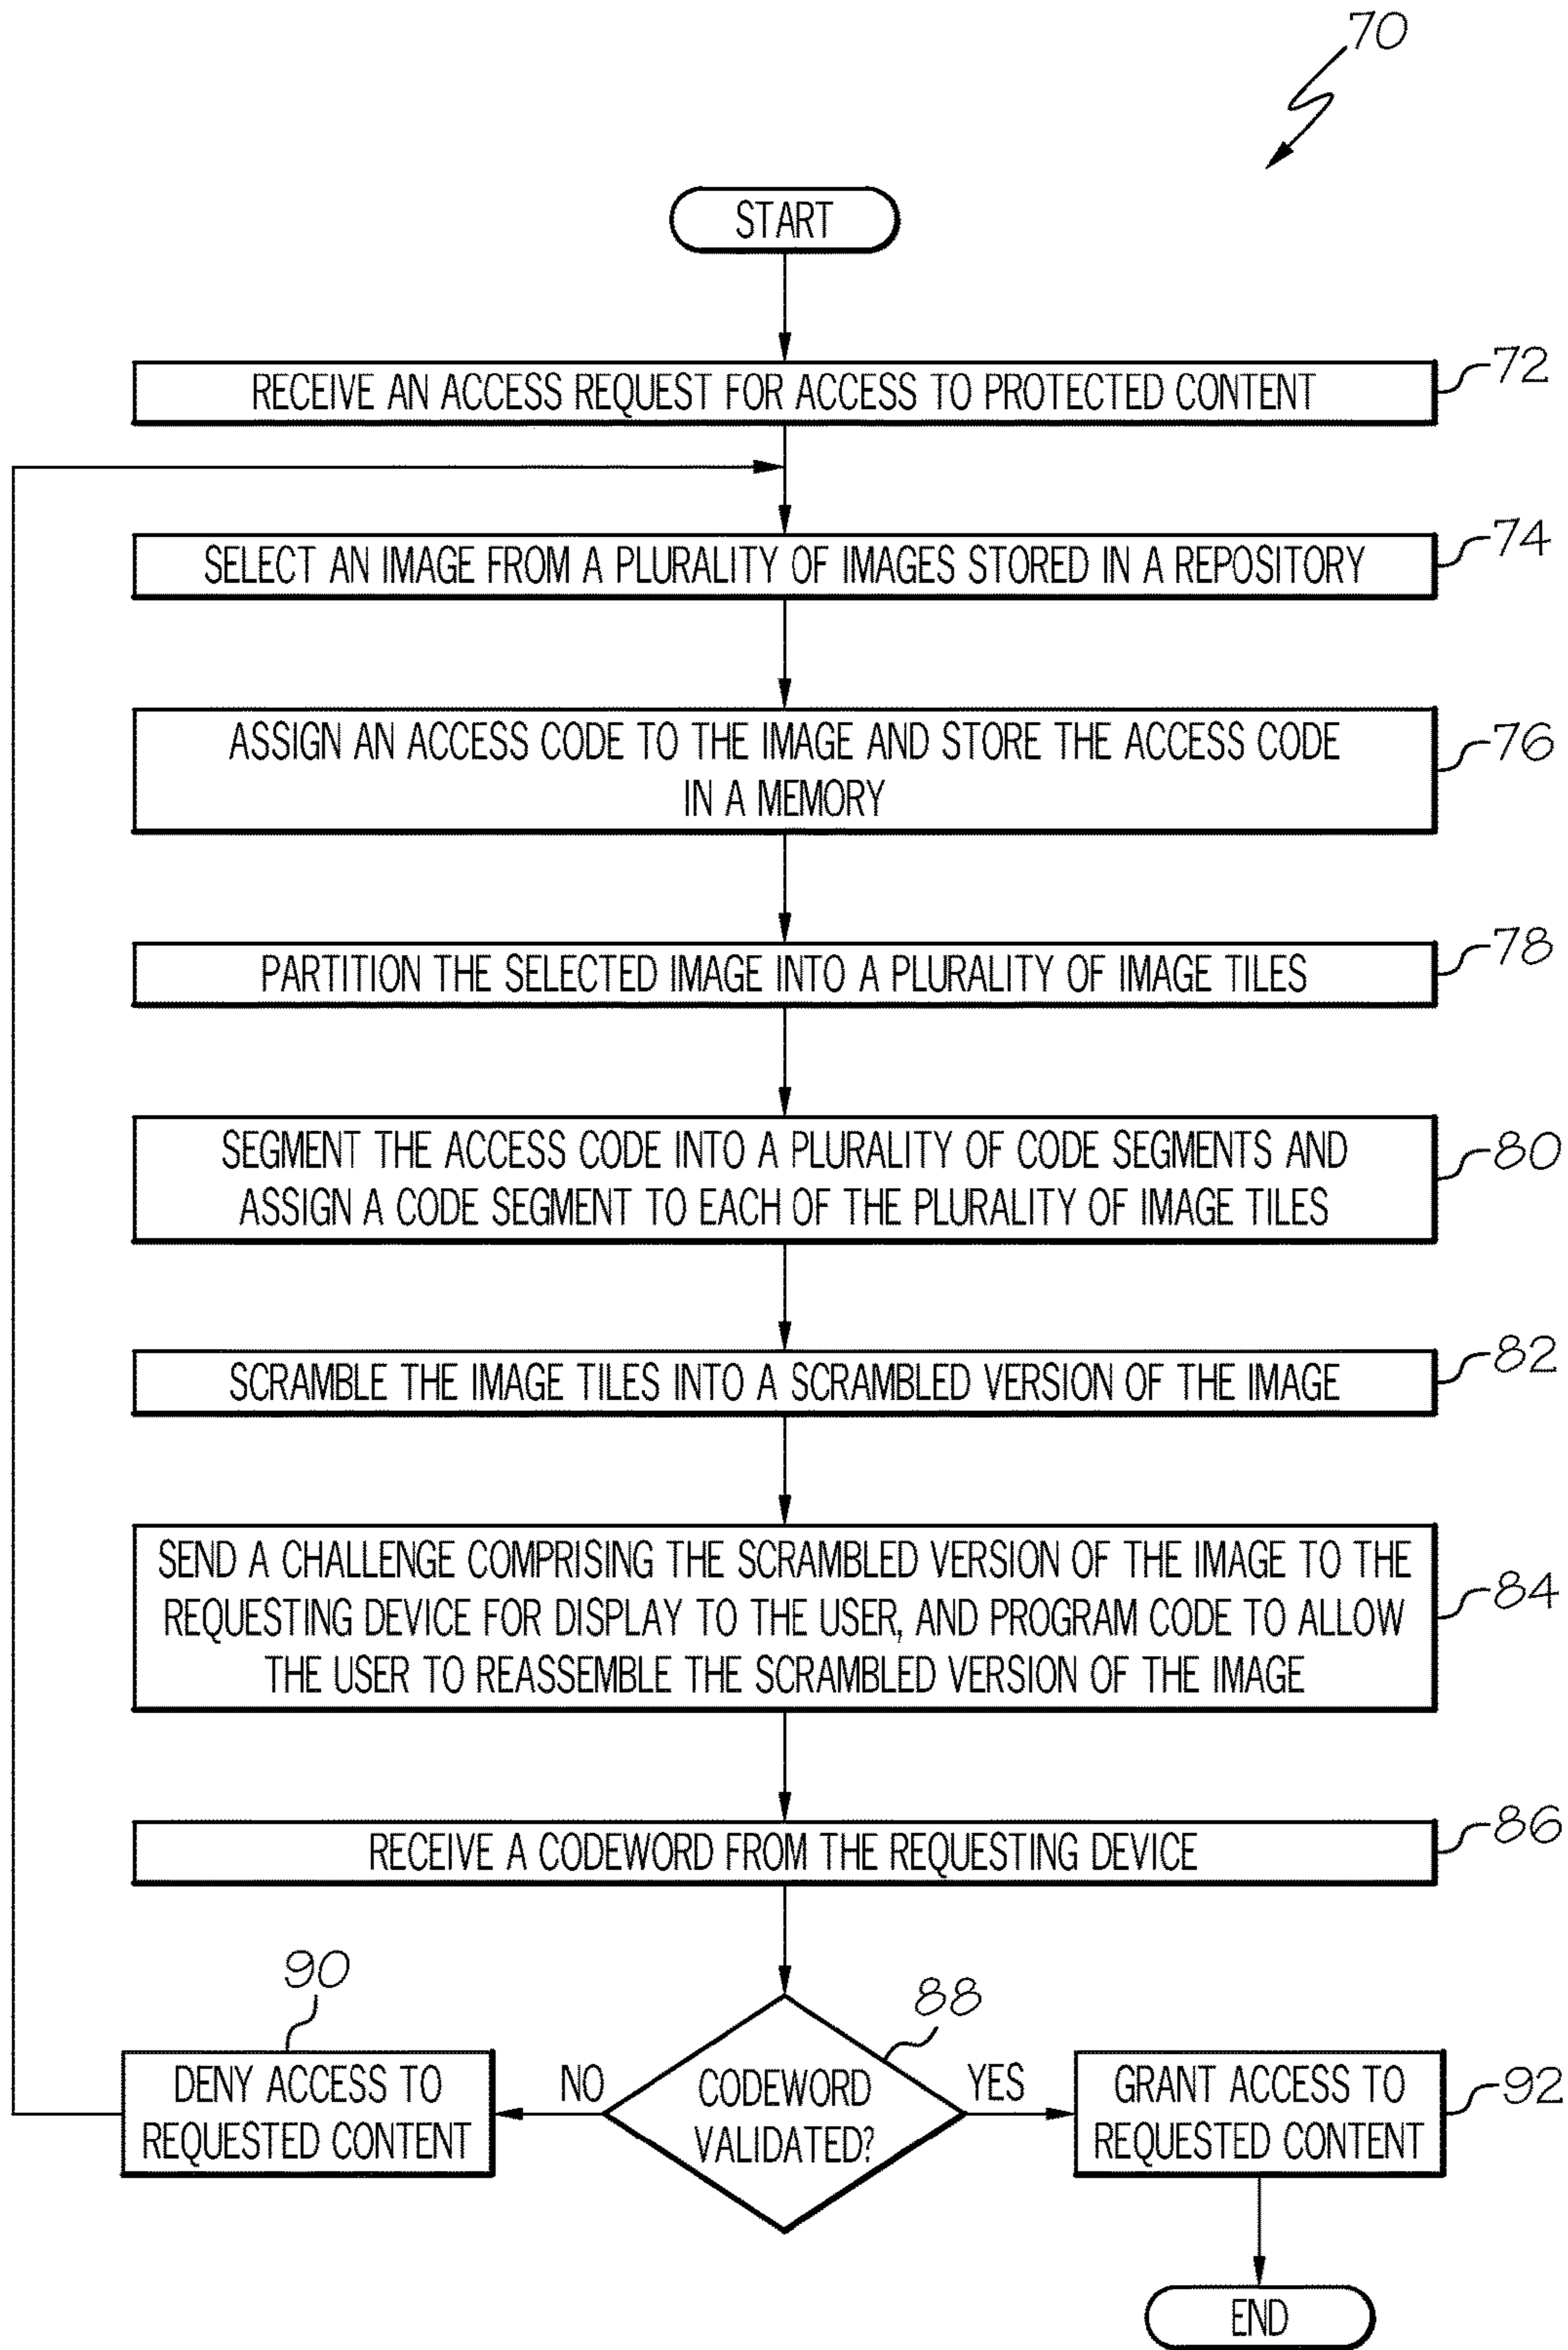 70
START
RECEIVE AN ACCESS REQUEST FOR ACCESS TO PROTECTED CONTENT
72
SELECT AN IMAGE FROM A PLURALITY OF IMAGES STORED IN A REPOSITORY
74
ASSIGN AN ACCESS CODE TO THE IMAGE AND STORE THE ACCESS CODE
IN A MEMORY
76
PARTITION THE SELECTED IMAGE INTO A PLURALITY OF IMAGE TILES
78
SEGMENT THE ACCESS CODE INTO A PLURALITY OF CODE SEGMENTS AND
ASSIGN A CODE SEGMENT TO EACH OF THE PLURALITY OF IMAGE TILES
80
SCRAMBLE THE IMAGE TILES INTO A SCRAMBLED VERSION OF THE IMAGE
82
SEND A CHALLENGE COMPRISING THE SCRAMBLED VERSION OF THE IMAGE TO THE
REQUESTING DEVICE FOR DISPLAY TO THE USER, AND PROGRAM CODE TO ALLOW
THE USER TO REASSEMBLE THE SCRAMBLED VERSION OF THE IMAGE
84
RECEIVE A CODEWORD FROM THE REQUESTING DEVICE
86
90
DENY ACCESS TO
REQUESTED CONTENT
NO
88
CODEWORD
VALIDATED?
YES
GRANT ACCESS TO
REQUESTED CONTENT
92
END